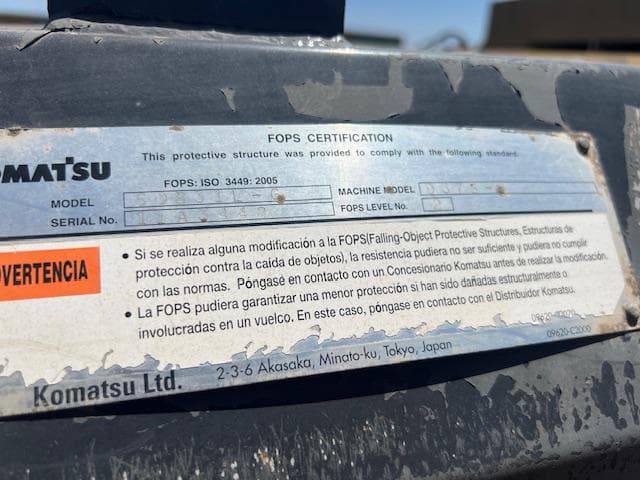 FOPS CERTIFICATION
This protective structure was provided to comply with the following standard.
OMATSU
FOPS: ISO 3449: 2005
MODEL
MACHINE MODEL
SERIAL No.
FOPS LEVEL No.
DVERTENCIA
• Si se realiza alguna modificación a la FOPS(Falling-Object Protective Structures, Estructuras de
protección contra la caída de objetos), la resistencia pudiera no ser suficiente y pudiera no cumplir
con las normas. Póngasé en contacto con un Concesionario Komatsu antes de realizar la modificación.
• La FOPS pudiera garantizar una menor protección si han sido dañadas estructuralmente o
involucradas en un vuelco. En este caso, póngase en contacto con el Distribuidor Komatsu.
09620-C2000
Komatsu Ltd.
2-3-6 Akasaka, Minato-ku, Tokyo, Japan